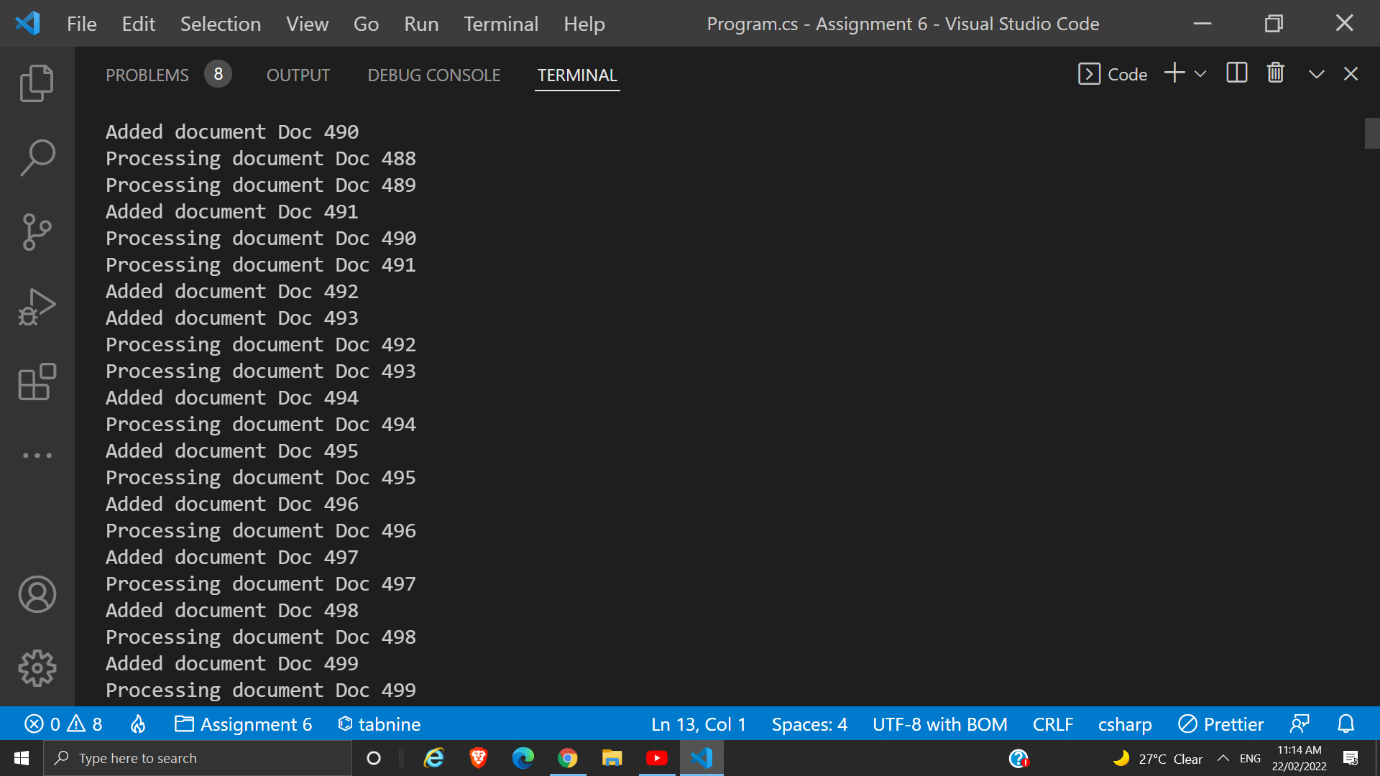 File Edit Selection View Go Run Terminal Help Program.cs - Assignment 6 - Visual Studio Code
PROBLEMS 8 OUTPUT DEBUG CONSOLE TERMINAL Code
Added document Doc 490
Processing document Doc 488
Processing document Doc 489
Added document Doc 491
Processing document Doc 490
Processing document Doc 491
Added document Doc 492
Added document Doc 493
Processing document Doc 492
Processing document Doc 493
Added document Doc 494
Processing document Doc 494
Added document Doc 495
Processing document Doc 495
Added document Doc 496
Processing document Doc 496
Added document Doc 497
Processing document Doc 497
Added document Doc 498
Processing document Doc 498
Added document Doc 499
Processing document Doc 499
0 8 Assignment 6 tabnine Ln 13, Col 1 Spaces: 4 UTF-8 with BOM CRLF csharp Prettier
Type here to search 27°C Clear ENG 11:14 AM
22/02/2022